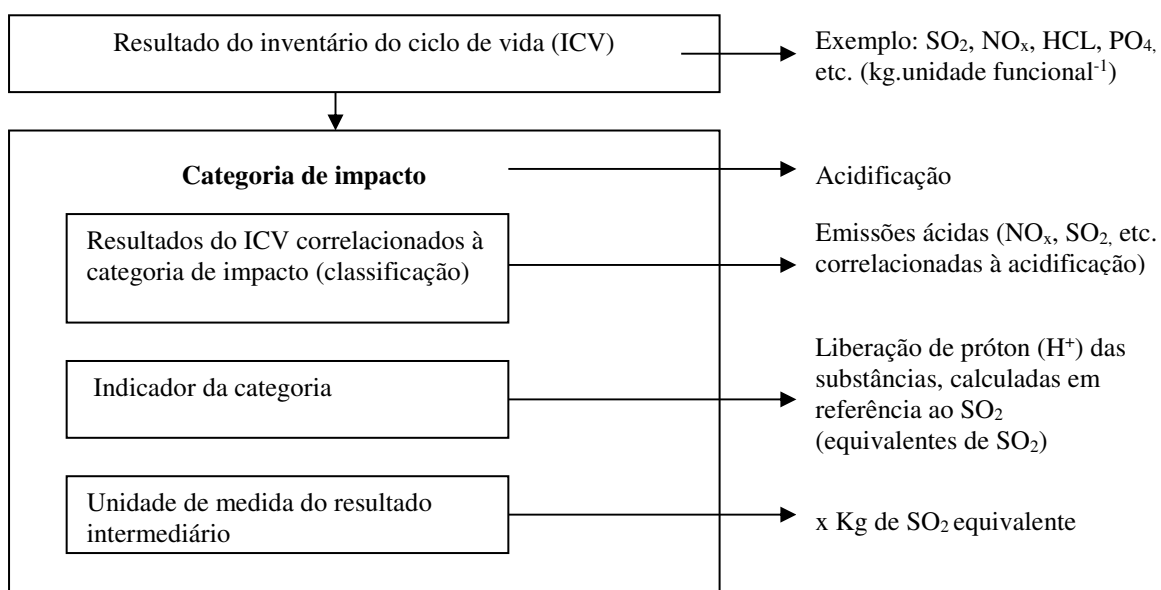 Resultado do inventário do ciclo de vida (ICV)
Exemplo: SO₂, NOₓ, HCL, PO₄,
etc. (kg.unidade funcional⁻¹)
Categoria de impacto
Acidificação
Resultados do ICV correlacionados à
categoria de impacto (classificação)
Emissões ácidas (NOₓ, SO₂, etc.
correlacionadas à acidificação)
Indicador da categoria
Liberação de próton (H⁺) das
substâncias, calculadas em
referência ao SO₂
(equivalentes de SO₂)
Unidade de medida do resultado
intermediário
x Kg de SO₂ equivalente